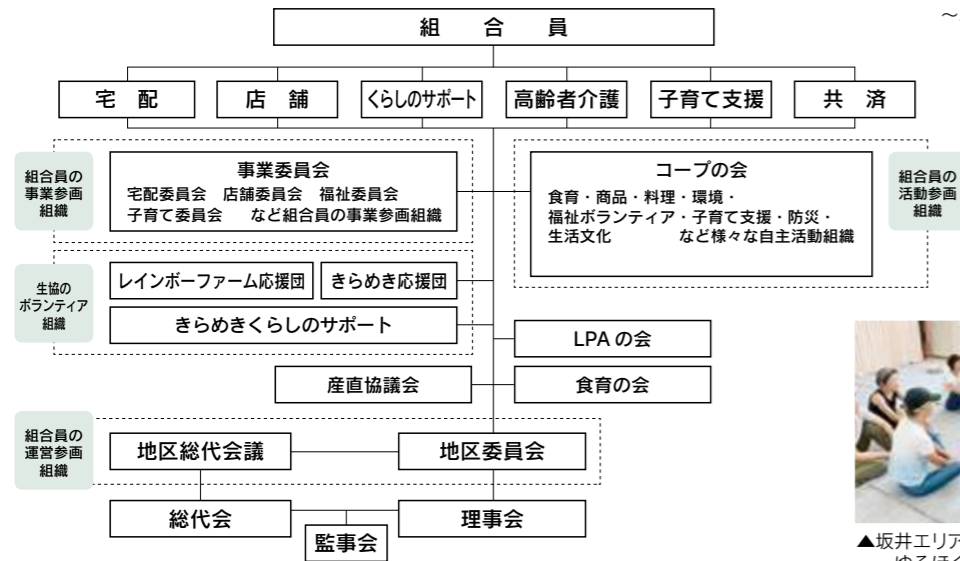 組合員
～
宅配
店舗
くらしのサポート
高齢者介護
子育て支援
共済
組合員の
事業参画
組織
事業委員会
宅配委員会　店舗委員会　福祉委員会
子育て委員会　など組合員の事業参画組織
コープの会
食育・商品・料理・環境・
福祉ボランティア・子育て支援・防災・
生活文化　など様々な自主活動組織
組合員の
活動参画
組織
生協の
ボランティア
組織
レインボーファーム応援団
きらめき応援団
きらめきくらしのサポート
LPAの会
産直協議会
食育の会
組合員の
運営参画
組織
地区総代会議
地区委員会
総代会
理事会
監事会
▲坂井エリア